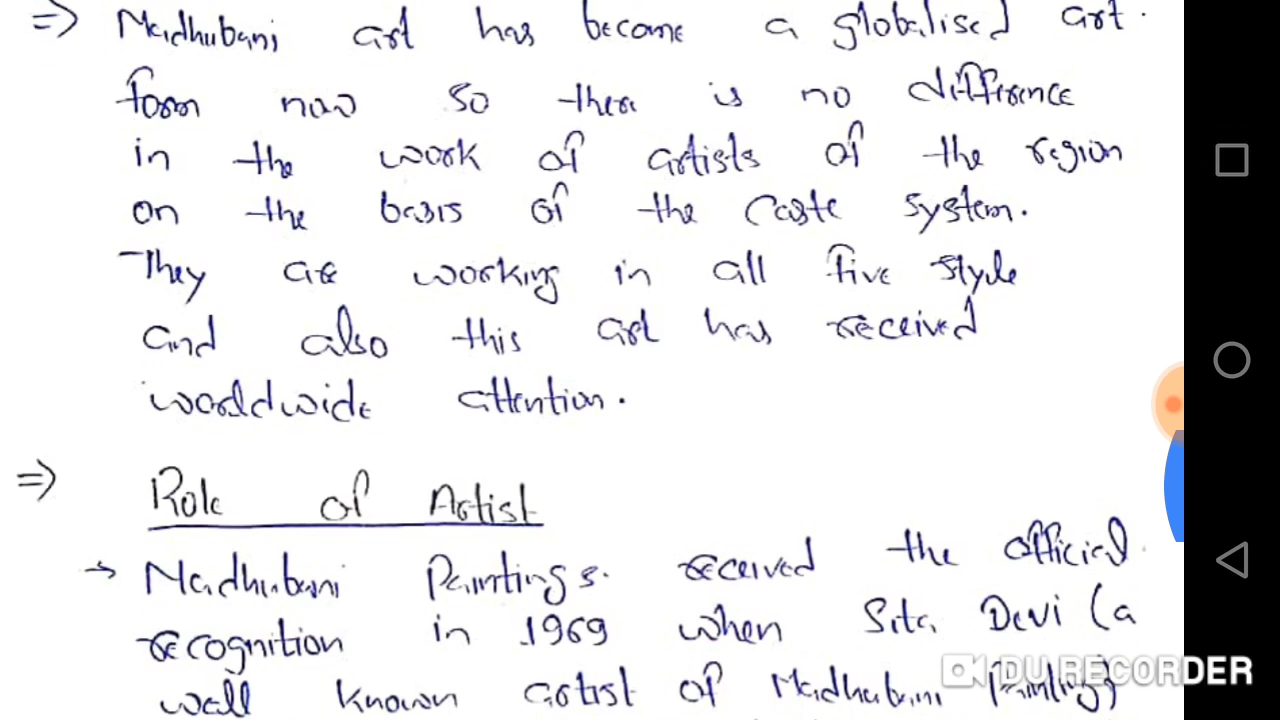 ⇒ Madhubani art has become a globalised art
form now so there is no difference
in the work of artists of the region
on the basis of the caste system.
They are working in all five style
and also this art has received
worldwide attention.
⇒ Role of Artist
→ Madhubani Paintings received the official
recognition in 1969 when Sita Devi (a
wall known artist of Madhubani Painting)
DU RECORDER